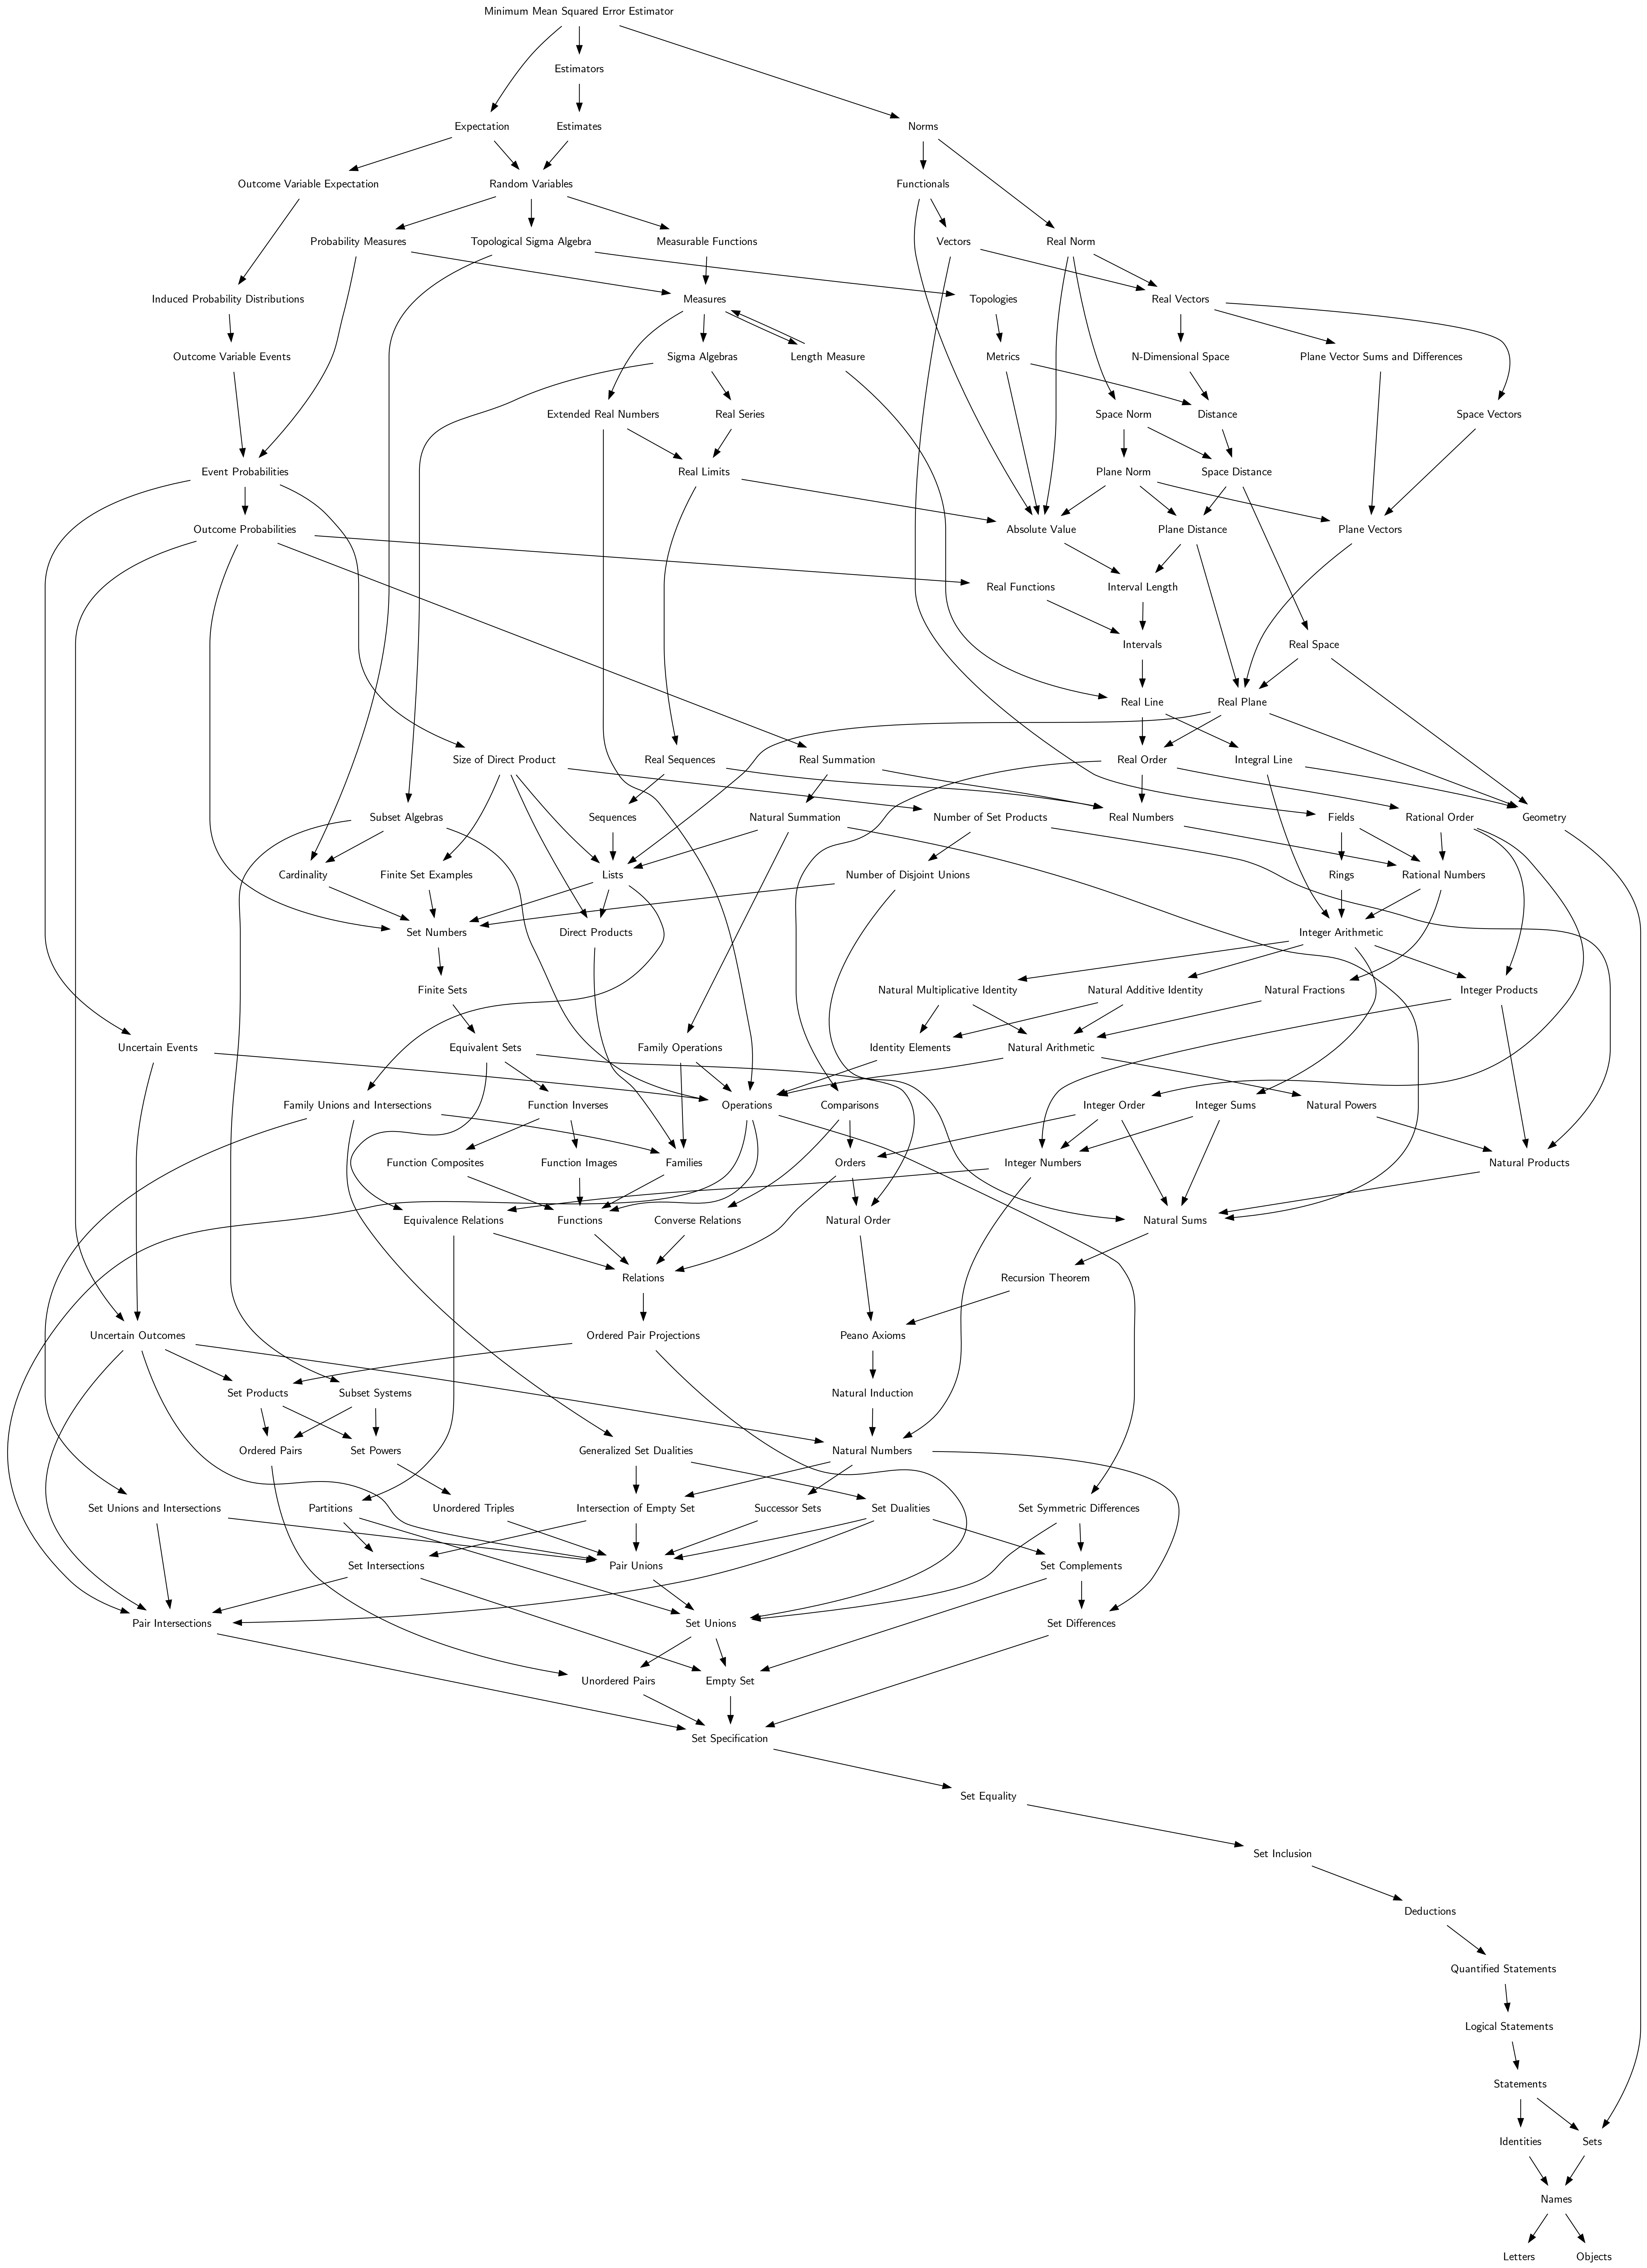 Minimum Mean Squared Error Estimator
Estimators
Expectation
Estimates
Norms
Outcome Variable Expectation
Random Variables
Functionals
Probability Measures
Topological Sigma Algebra
Measurable Functions
Vectors
Real Norm
Induced Probability Distributions
Measures
Topologies
Real Vectors
Outcome Variable Events
Sigma Algebras
Length Measure
Metrics
N-Dimensional Space
Plane Vector Sums and Differences
Extended Real Numbers
Real Series
Space Norm
Distance
Space Vectors
Event Probabilities
Real Limits
Plane Norm
Space Distance
Outcome Probabilities
Absolute Value
Plane Distance
Plane Vectors
Real Functions
Interval Length
Intervals
Real Space
Real Line
Real Plane
Size of Direct Product
Real Sequences
Real Summation
Real Order
Integral Line
Subset Algebras
Sequences
Natural Summation
Number of Set Products
Real Numbers
Fields
Rational Order
Geometry
Cardinality
Finite Set Examples
Lists
Number of Disjoint Unions
Rings
Rational Numbers
Set Numbers
Direct Products
Integer Arithmetic
Finite Sets
Natural Multiplicative Identity
Natural Additive Identity
Natural Fractions
Integer Products
Uncertain Events
Equivalent Sets
Family Operations
Identity Elements
Natural Arithmetic
Family Unions and Intersections
Function Inverses
Operations
Comparisons
Integer Order
Integer Sums
Natural Powers
Function Composites
Function Images
Families
Orders
Integer Numbers
Natural Products
Equivalence Relations
Functions
Converse Relations
Natural Order
Natural Sums
Relations
Recursion Theorem
Uncertain Outcomes
Ordered Pair Projections
Peano Axioms
Set Products
Subset Systems
Natural Induction
Ordered Pairs
Set Powers
Generalized Set Dualities
Natural Numbers
Set Unions and Intersections
Partitions
Unordered Triples
Intersection of Empty Set
Successor Sets
Set Dualities
Set Symmetric Differences
Set Intersections
Pair Unions
Set Complements
Pair Intersections
Set Unions
Set Differences
Unordered Pairs
Empty Set
Set Specification
Set Equality
Set Inclusion
Deductions
Quantified Statements
Logical Statements
Statements
Identities
Sets
Names
Letters
Objects